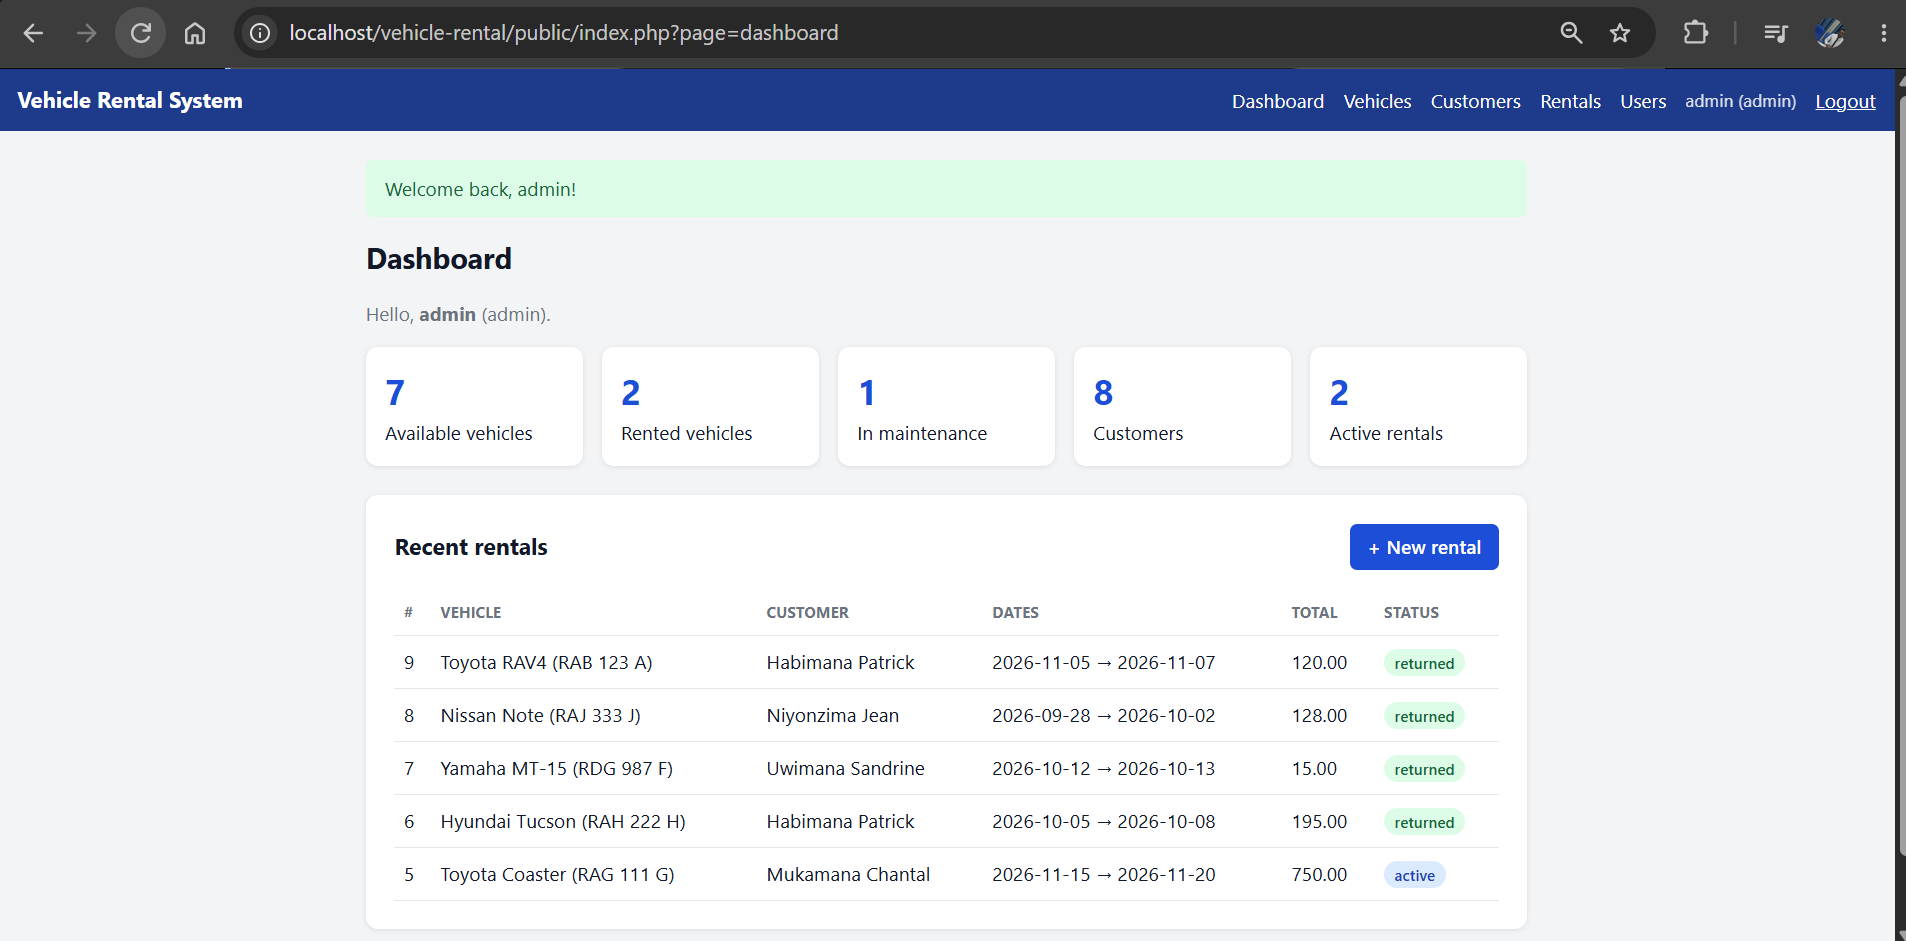 localhost/vehicle-rental/public/index.php?page=dashboard
Vehicle Rental System
Dashboard Vehicles Customers Rentals Users admin (admin) Logout
Welcome back, admin!
Dashboard
Hello, admin (admin).
7 2 1 8 2
Available vehicles Rented vehicles In maintenance Customers Active rentals
Recent rentals + New rental
# VEHICLE CUSTOMER DATES TOTAL STATUS
9 Toyota RAV4 (RAB 123 A) Habimana Patrick 2026-11-05 → 2026-11-07 120.00 returned
8 Nissan Note (RAJ 333 J) Niyonzima Jean 2026-09-28 → 2026-10-02 128.00 returned
7 Yamaha MT-15 (RDG 987 F) Uwimana Sandrine 2026-10-12 → 2026-10-13 15.00 returned
6 Hyundai Tucson (RAH 222 H) Habimana Patrick 2026-10-05 → 2026-10-08 195.00 returned
5 Toyota Coaster (RAG 111 G) Mukamana Chantal 2026-11-15 → 2026-11-20 750.00 active